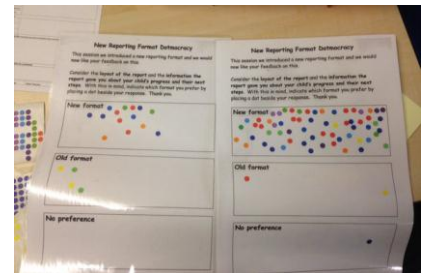 New Reporting Format Dotmocracy
This session we introduced a new reporting format and we would
now like your feedback on this.
Consider the layout of the report and the information the
report gave you about your child's progress and their next
steps. With this in mind, indicate which format you prefer by
placing a dot beside your response. Thank you.
New format
Old format
No preference
New Reporting Format Dotmocracy
This session we introduced a new reporting format and we would
now like your feedback on this.
Consider the layout of the report and the information the
report gave you about your child's progress and their next
steps. With this in mind, indicate which format you prefer by
placing a dot beside your response. Thank you.
New format
Old format
No preference